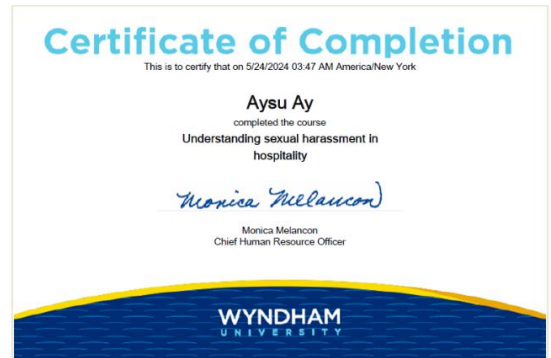 Certificate of Completion
This is to certify that on 5/24/2024 03:47 AM America/New York
Aysu Ay
completed the course
Understanding sexual harassment in
hospitality
Monica Melancon
Monica Melancon
Chief Human Resource Officer
WYNDHAM
UNIVERSITY